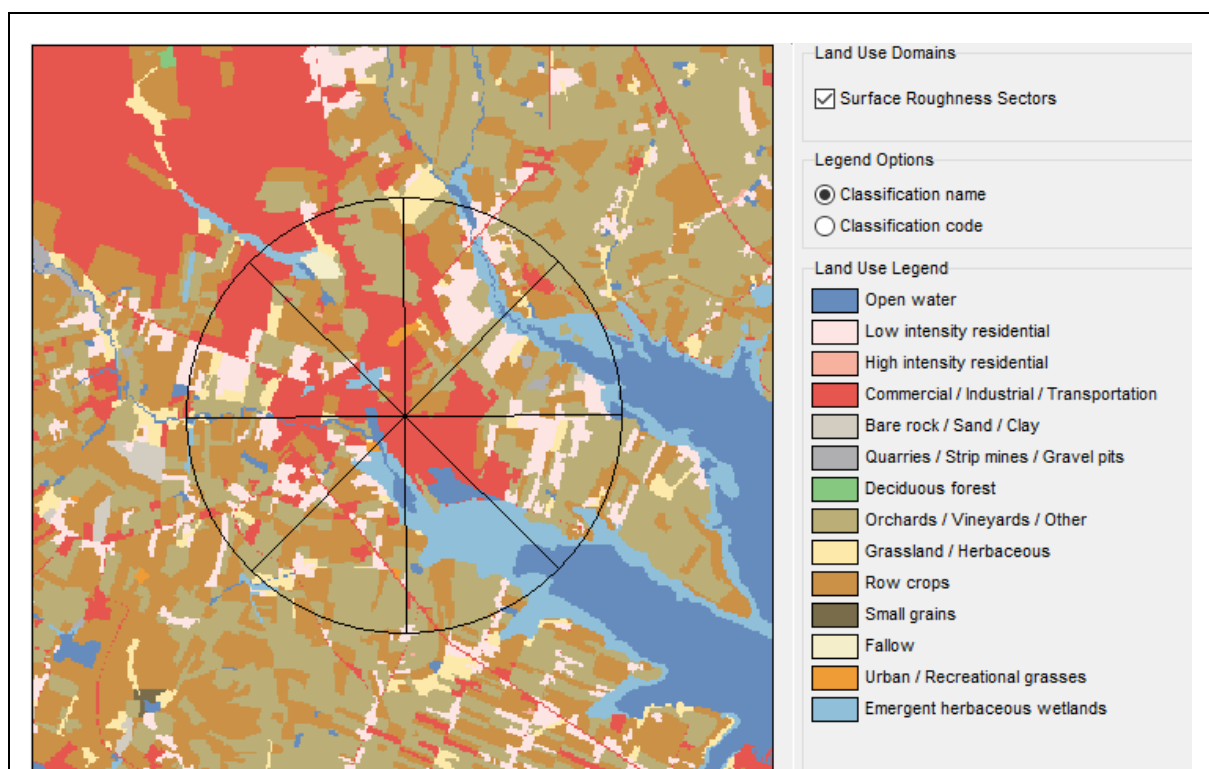 Land Use Domains
Surface Roughness Sectors
Legend Options
Classification name
Classification code
Land Use Legend
Open water
Low intensity residential
High intensity residential
Commercial / Industrial / Transportation
Bare rock / Sand / Clay
Quarries / Strip mines / Gravel pits
Deciduous forest
Orchards / Vineyards / Other
Grassland / Herbaceous
Row crops
Small grains
Fallow
Urban / Recreational grasses
Emergent herbaceous wetlands